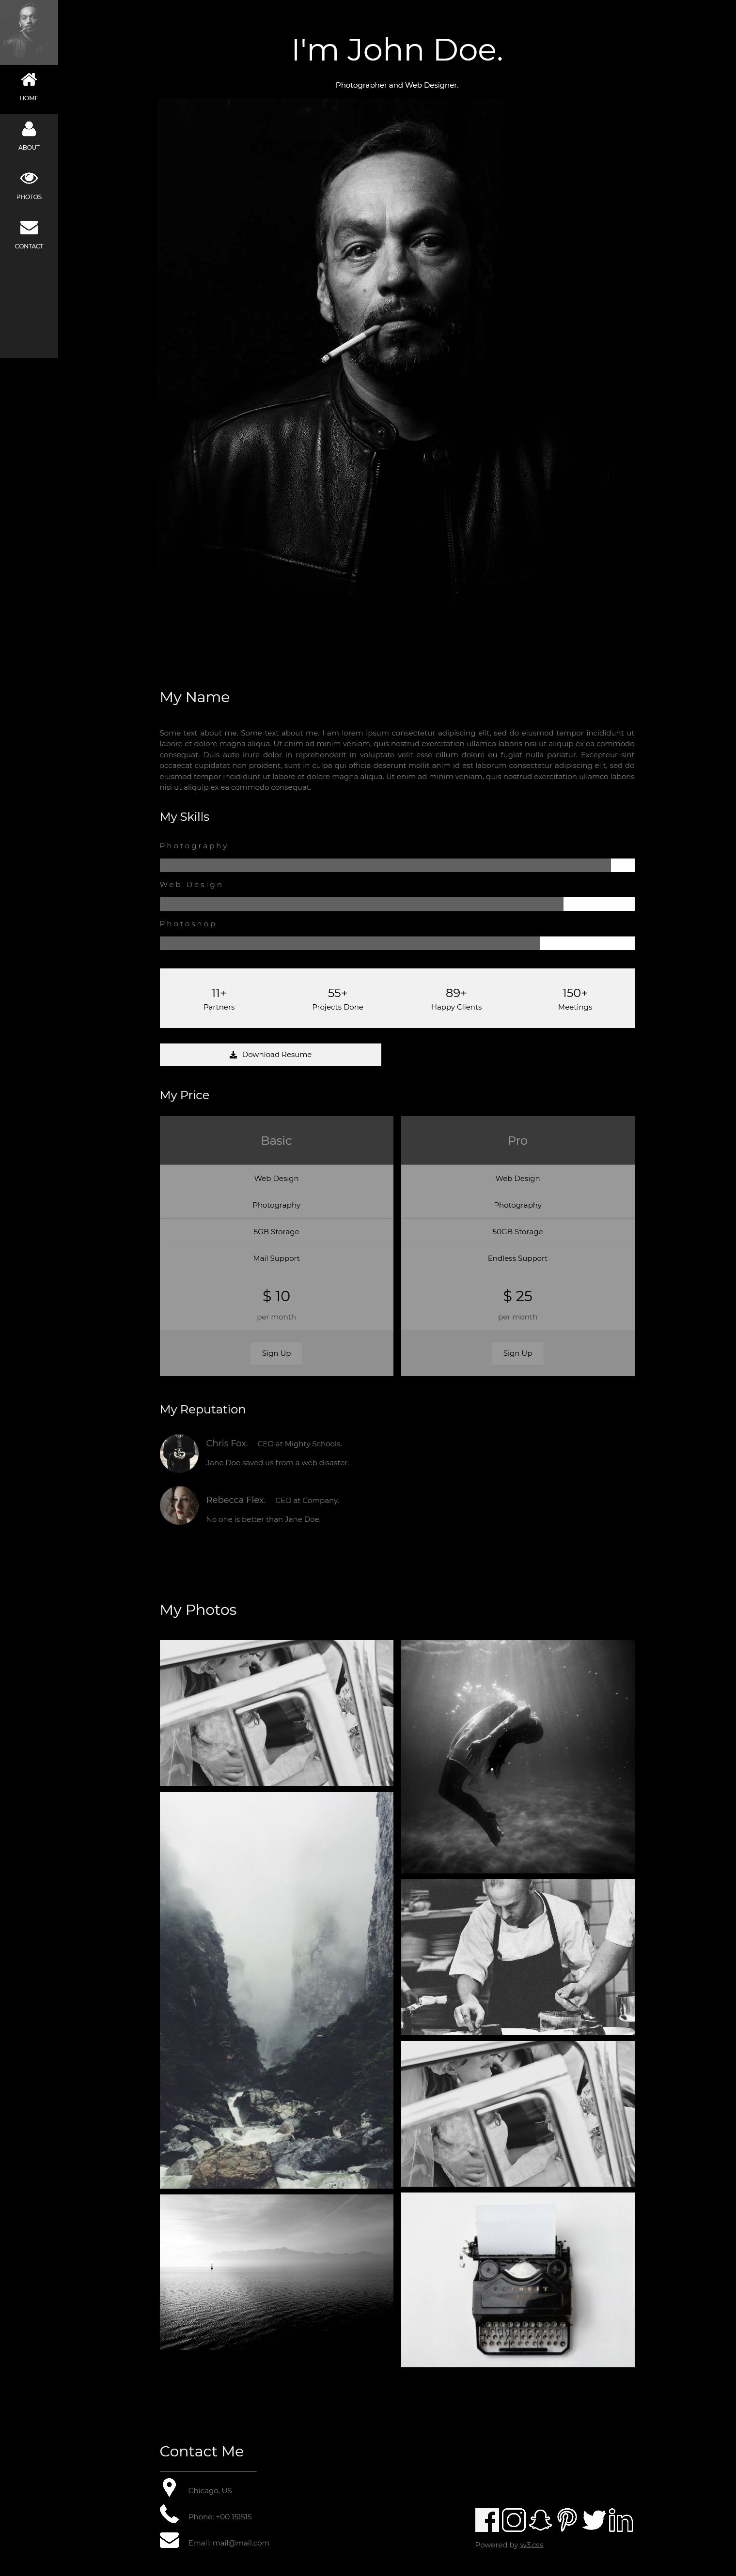 HOME
ABOUT
PHOTOS
CONTACT
I'm John Doe.
Photographer and Web Designer.
My Name
Some text about me. Some text about me. I am lorem ipsum consectetur adipiscing elit, sed do eiusmod tempor incididunt ut
labore et dolore magna aliqua. Ut enim ad minim veniam, quis nostrud exercitation ullamco laboris nisi ut aliquip ex ea commodo
consequat. Duis aute irure dolor in reprehenderit in voluptate velit esse cillum dolore eu fugiat nulla pariatur. Excepteur sint
occaecat cupidatat non proident, sunt in culpa qui officia deserunt mollit anim id est laborum consectetur adipiscing elit, sed do
eiusmod tempor incididunt ut labore et dolore magna aliqua. Ut enim ad minim veniam, quis nostrud exercitation ullamco laboris
nisi ut aliquip ex ea commodo consequat.
My Skills
Photography
Web Design
Photoshop
11+ 55+ 89+ 150+
Partners Projects Done Happy Clients Meetings
Download Resume
My Price
Basic
Web Design
Photography
5GB Storage
Mail Support
$ 10
per month
Sign Up
Pro
Web Design
Photography
50GB Storage
Endless Support
$ 25
per month
Sign Up
My Reputation
Chris Fox. CEO at Mighty Schools.
Jane Doe saved us from a web disaster.
Rebecca Flex. CEO at Company.
No one is better than Jane Doe.
My Photos
Contact Me
Chicago, US
Phone: +00 151515
Email: mail@mail.com
Powered by w3.css